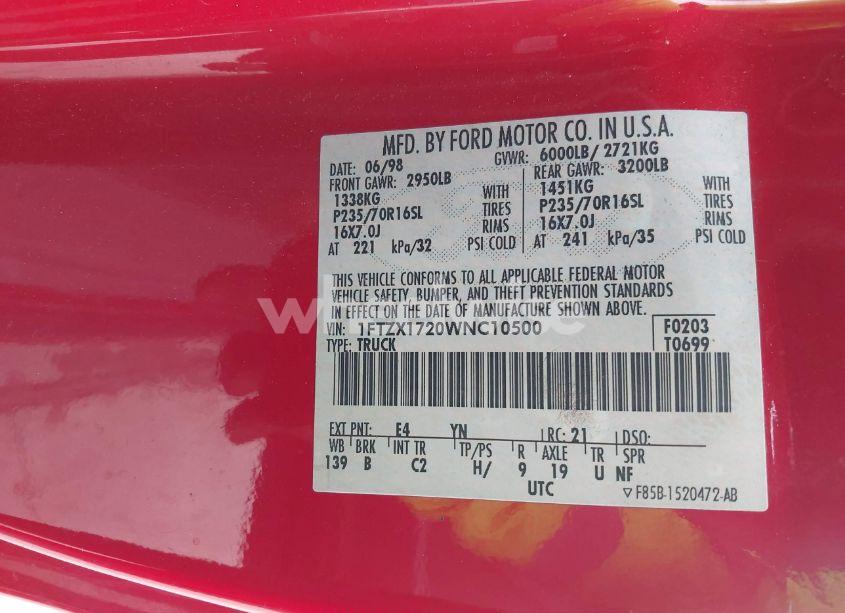 MFD. BY FORD MOTOR CO. IN U.S.A.
DATE: 06/98 GVWR: 6000LB/ 2721KG
FRONT GAWR: 2950LB REAR GAWR: 3200LB
1338KG WITH 1451KG WITH
P235/70R16SL TIRES P235/70R16SL TIRES
16X7.0J RIMS 16X7.0J RIMS
AT 221 kPa/32 PSI COLD AT 241 kPa/35 PSI COLD
THIS VEHICLE CONFORMS TO ALL APPLICABLE FEDERAL MOTOR
VEHICLE SAFETY, BUMPER, AND THEFT PREVENTION STANDARDS
IN EFFECT ON THE DATE OF MANUFACTURE SHOWN ABOVE.
VIN: 1FTZX1720WNC10500 F0203
TYPE: TRUCK T0699
EXT PNT: E4 YN RC: 21 DSO:
WB BRK INT TR TP/PS R AXLE TR SPR
139 B C2 H/ 9 19 U NF
UTC ▽F85B-1520472-AB